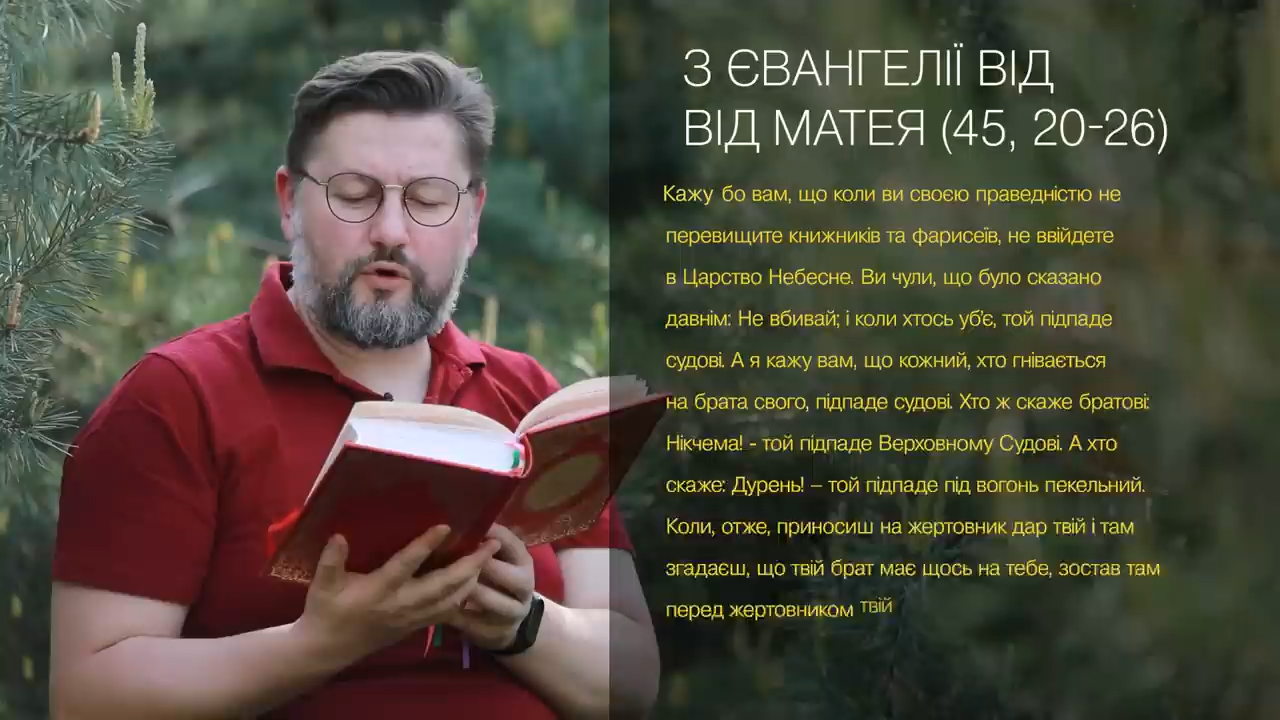 З ЄВАНГЕЛІЇ ВІД
ВІД МАТЕЯ (45, 20-26)
Кажу бо вам, що коли ви своєю праведністю не
перевищите книжників та фарисеїв, не ввійдете
в Царство Небесне. Ви чули, що було сказано
давнім: Не вбивай; і коли хтось уб'є, той підпаде
судові. А я кажу вам, що кожний, хто гнівається
на брата свого, підпаде судові. Хто ж скаже братові:
Нікчема! - той підпаде Верховному Судові. А хто
скаже: Дурень! – той підпаде під вогонь пекельний.
Коли, отже, приносиш на жертовник дар твій і там
згадаєш, що твій брат має щось на тебе, зостав там
перед жертовником твій